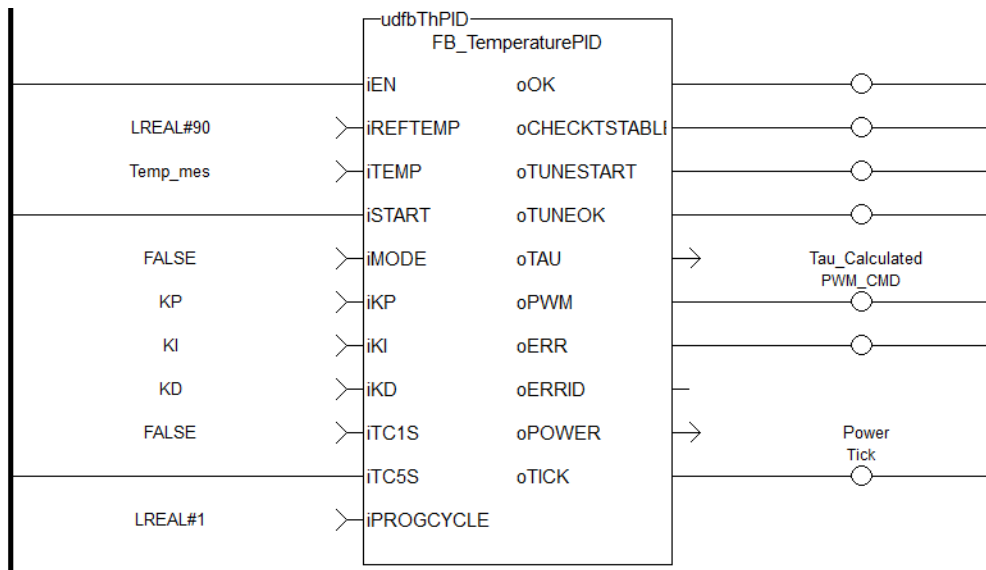 udfbThPID
FB_TemperaturePID
iEN oOK
LREAL#90 iREFTEMP oCHECKTSTABLE
Temp_mes iTEMP oTUNESTART
iSTART oTUNEOK
FALSE iMODE oTAU Tau_Calculated
PWM_CMD
KP iKP oPWM
KI iKI oERR
KD iKD oERRID
FALSE iTC1S oPOWER Power
Tick
iTC5S oTICK
LREAL#1 iPROGCYCLE